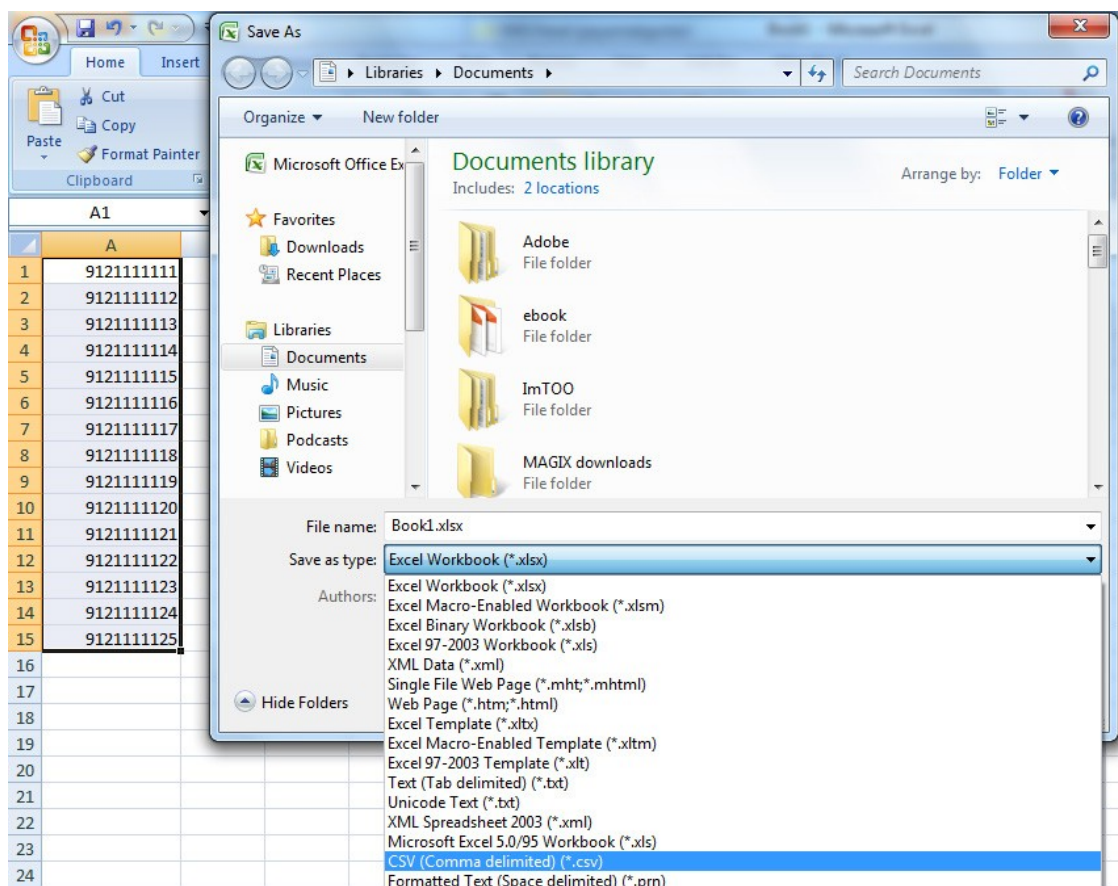 Save As
Home Insert
Libraries Documents
Search Documents
Cut
Copy
Paste
Format Painter
Clipboard
Organize New folder
Microsoft Office Ex
Documents library
Includes: 2 locations
Arrange by: Folder
Favorites
Downloads
Recent Places
Libraries
Documents
Music
Pictures
Podcasts
Videos
Adobe
File folder
ebook
File folder
ImTOO
File folder
MAGIX downloads
File folder
A1
A
1 9121111111
2 9121111112
3 9121111113
4 9121111114
5 9121111115
6 9121111116
7 9121111117
8 9121111118
9 9121111119
10 9121111120
11 9121111121
12 9121111122
13 9121111123
14 9121111124
15 9121111125
16
17
18
19
20
21
22
23
24
File name: Book1.xlsx
Save as type: Excel Workbook (*.xlsx)
Authors:
Hide Folders
Excel Workbook (*.xlsx)
Excel Macro-Enabled Workbook (*.xlsm)
Excel Binary Workbook (*.xlsb)
Excel 97-2003 Workbook (*.xls)
XML Data (*.xml)
Single File Web Page (*.mht;*.mhtml)
Web Page (*.htm;*.html)
Excel Template (*.xltx)
Excel Macro-Enabled Template (*.xltm)
Excel 97-2003 Template (*.xlt)
Text (Tab delimited) (*.txt)
Unicode Text (*.txt)
XML Spreadsheet 2003 (*.xml)
Microsoft Excel 5.0/95 Workbook (*.xls)
CSV (Comma delimited) (*.csv)
Formatted Text (Space delimited) (*.prn)